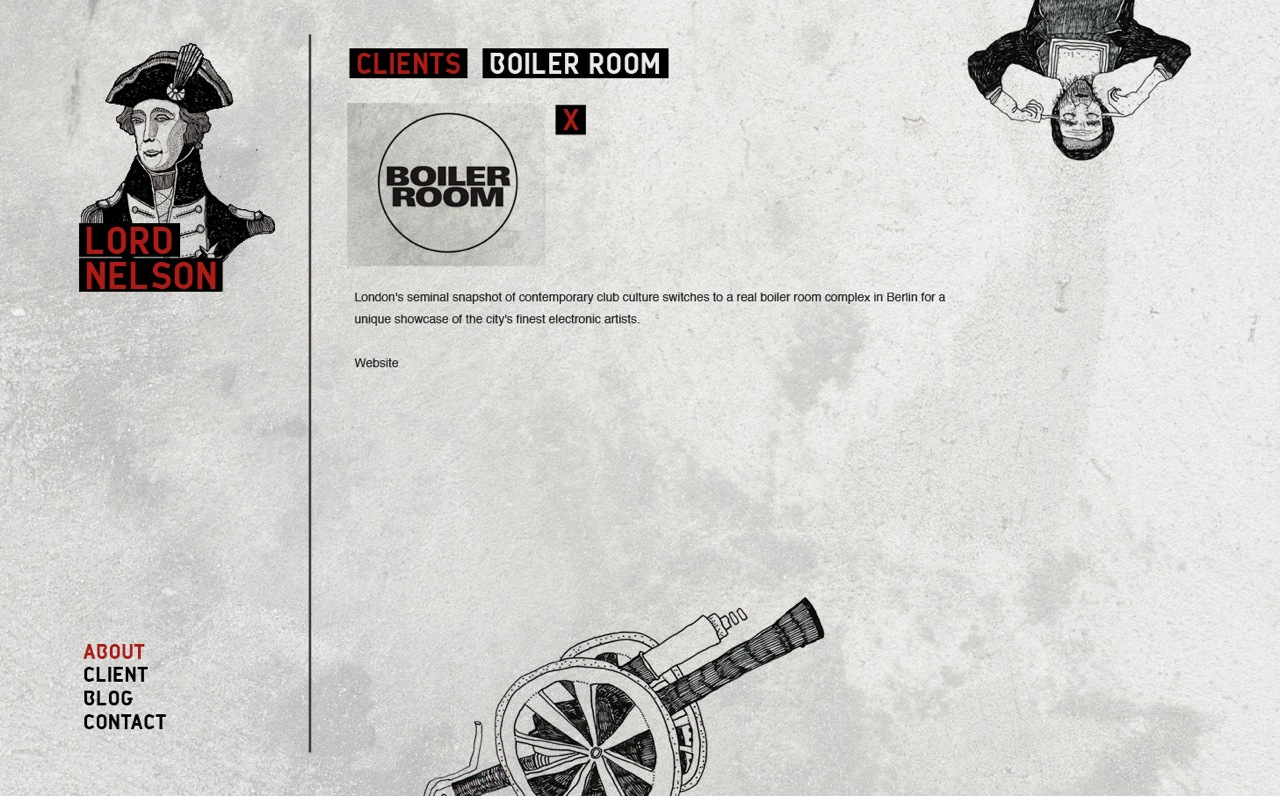 LORD
NELSON
CLIENTS BOILER ROOM
BOILER
ROOM
X
London's seminal snapshot of contemporary club culture switches to a real boiler room complex in Berlin for a
unique showcase of the city's finest electronic artists.
Website
ABOUT
CLIENT
BLOG
CONTACT